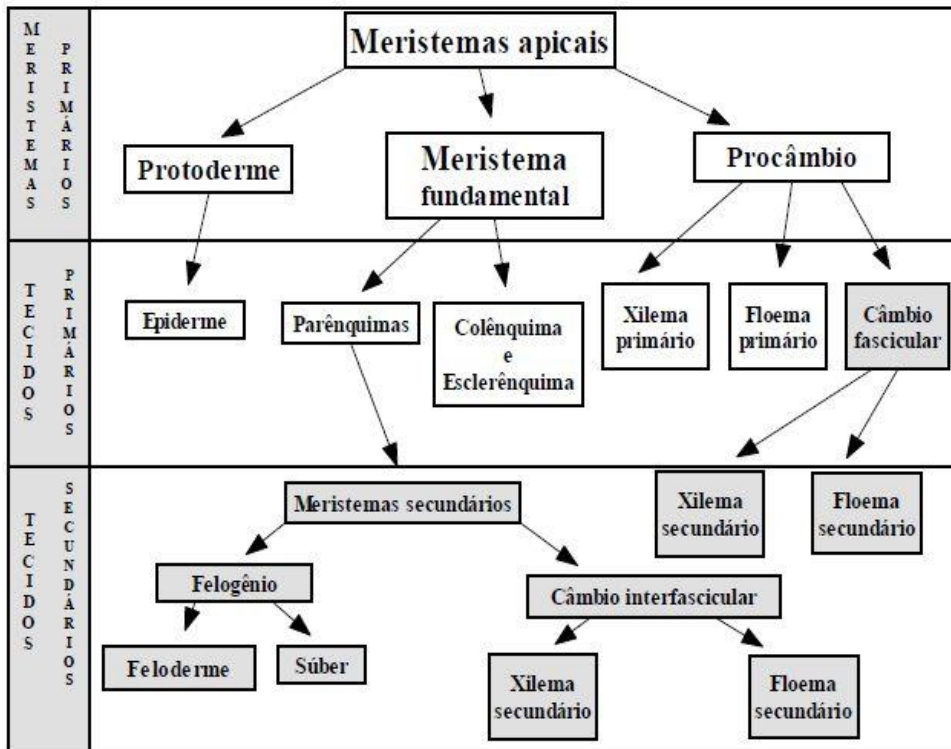 MERISTEMAS
PRIMÁRIOS
Meristemas apicais
Protoderme
Meristema
fundamental
Procâmbio
TECIDOS
PRIMÁRIOS
Epiderme
Parênquimas
Colênquima
e
Esclerênquima
Xilema
primário
Floema
primário
Câmbio
fascicular
TECIDOS
SECUNDÁRIOS
Meristemas secundários
Xilema
secundário
Floema
secundário
Felogênio
Câmbio interfascicular
Feloderme
Súber
Xilema
secundário
Floema
secundário